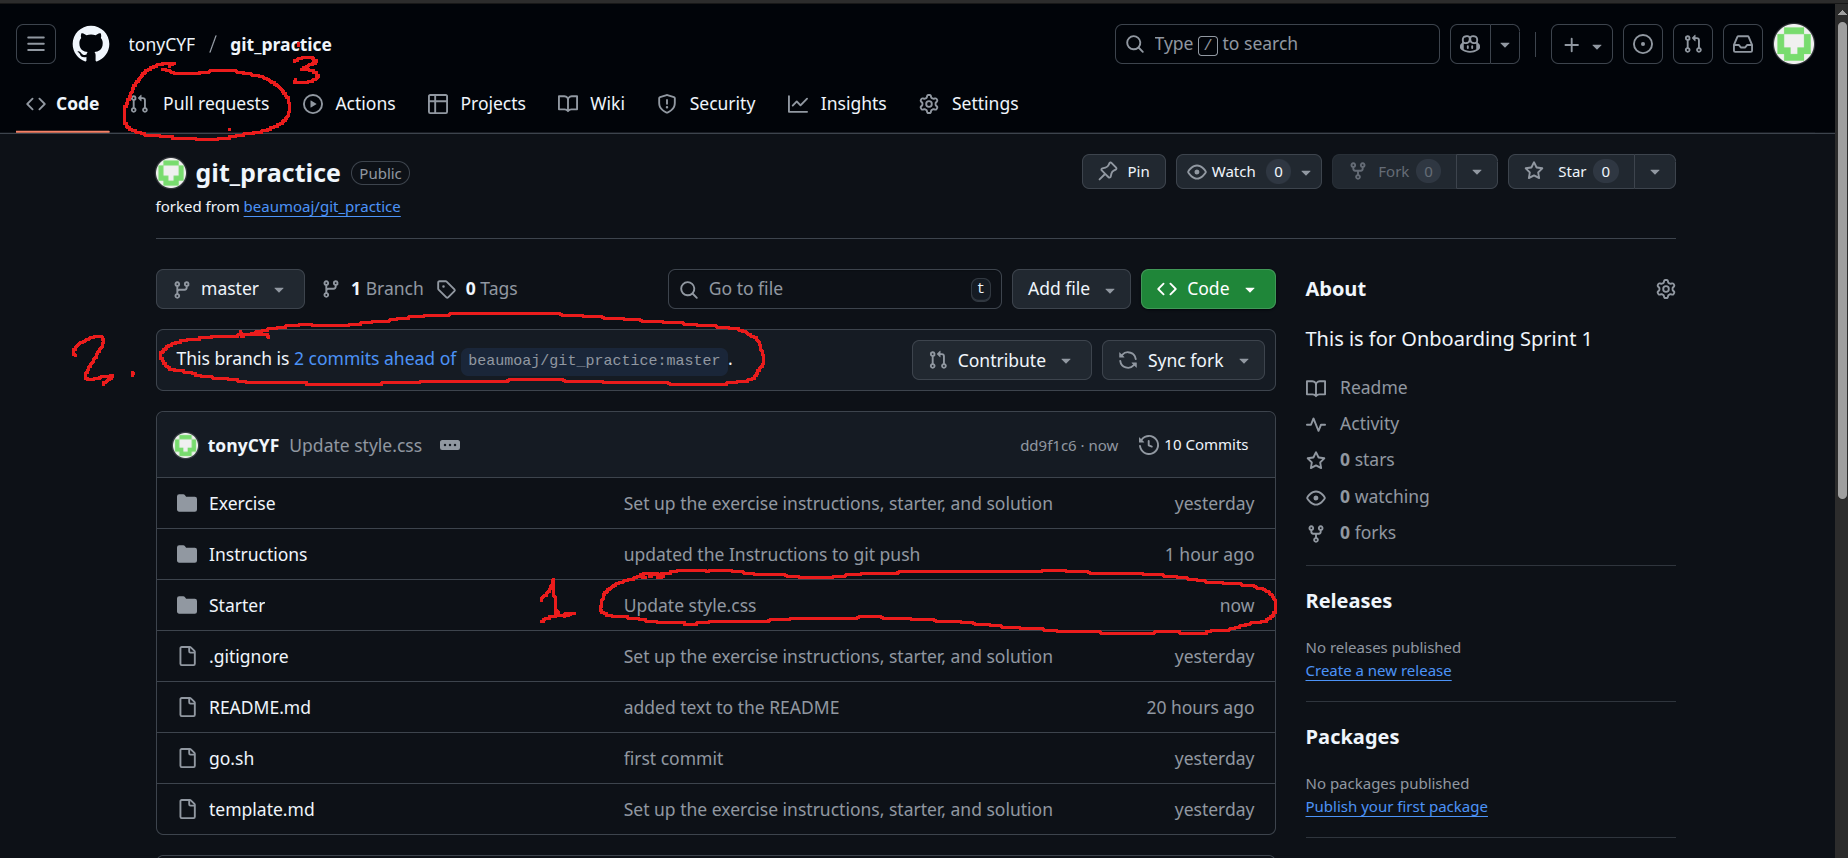 tonyCYF / git_practice
Type / to search
3
Code
Pull requests
Actions
Projects
Wiki
Security
Insights
Settings
git_practice Public
Pin
Watch 0
Fork 0
Star 0
forked from beaumoaj/git_practice
master
1 Branch
0 Tags
Go to file t
Add file
Code
2.
This branch is 2 commits ahead of beaumoaj/git_practice:master.
Contribute
Sync fork
tonyCYF Update style.css
dd9f1c6 · now
10 Commits
Exercise Set up the exercise instructions, starter, and solution yesterday
Instructions updated the Instructions to git push 1 hour ago
1
Starter Update style.css now
.gitignore Set up the exercise instructions, starter, and solution yesterday
README.md added text to the README 20 hours ago
go.sh first commit yesterday
template.md Set up the exercise instructions, starter, and solution yesterday
About
This is for Onboarding Sprint 1
Readme
Activity
0 stars
0 watching
0 forks
Releases
No releases published
Create a new release
Packages
No packages published
Publish your first package